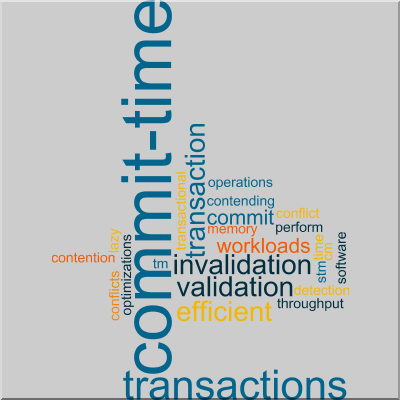 commit-time
transaction
transactional
operations
contending
commit
conflict
memory
perform
workloads
contention
lazy
conflicts
optimizations
tm
invalidation
time
cm
stm
software
validation
detection
efficient
throughput
transactions